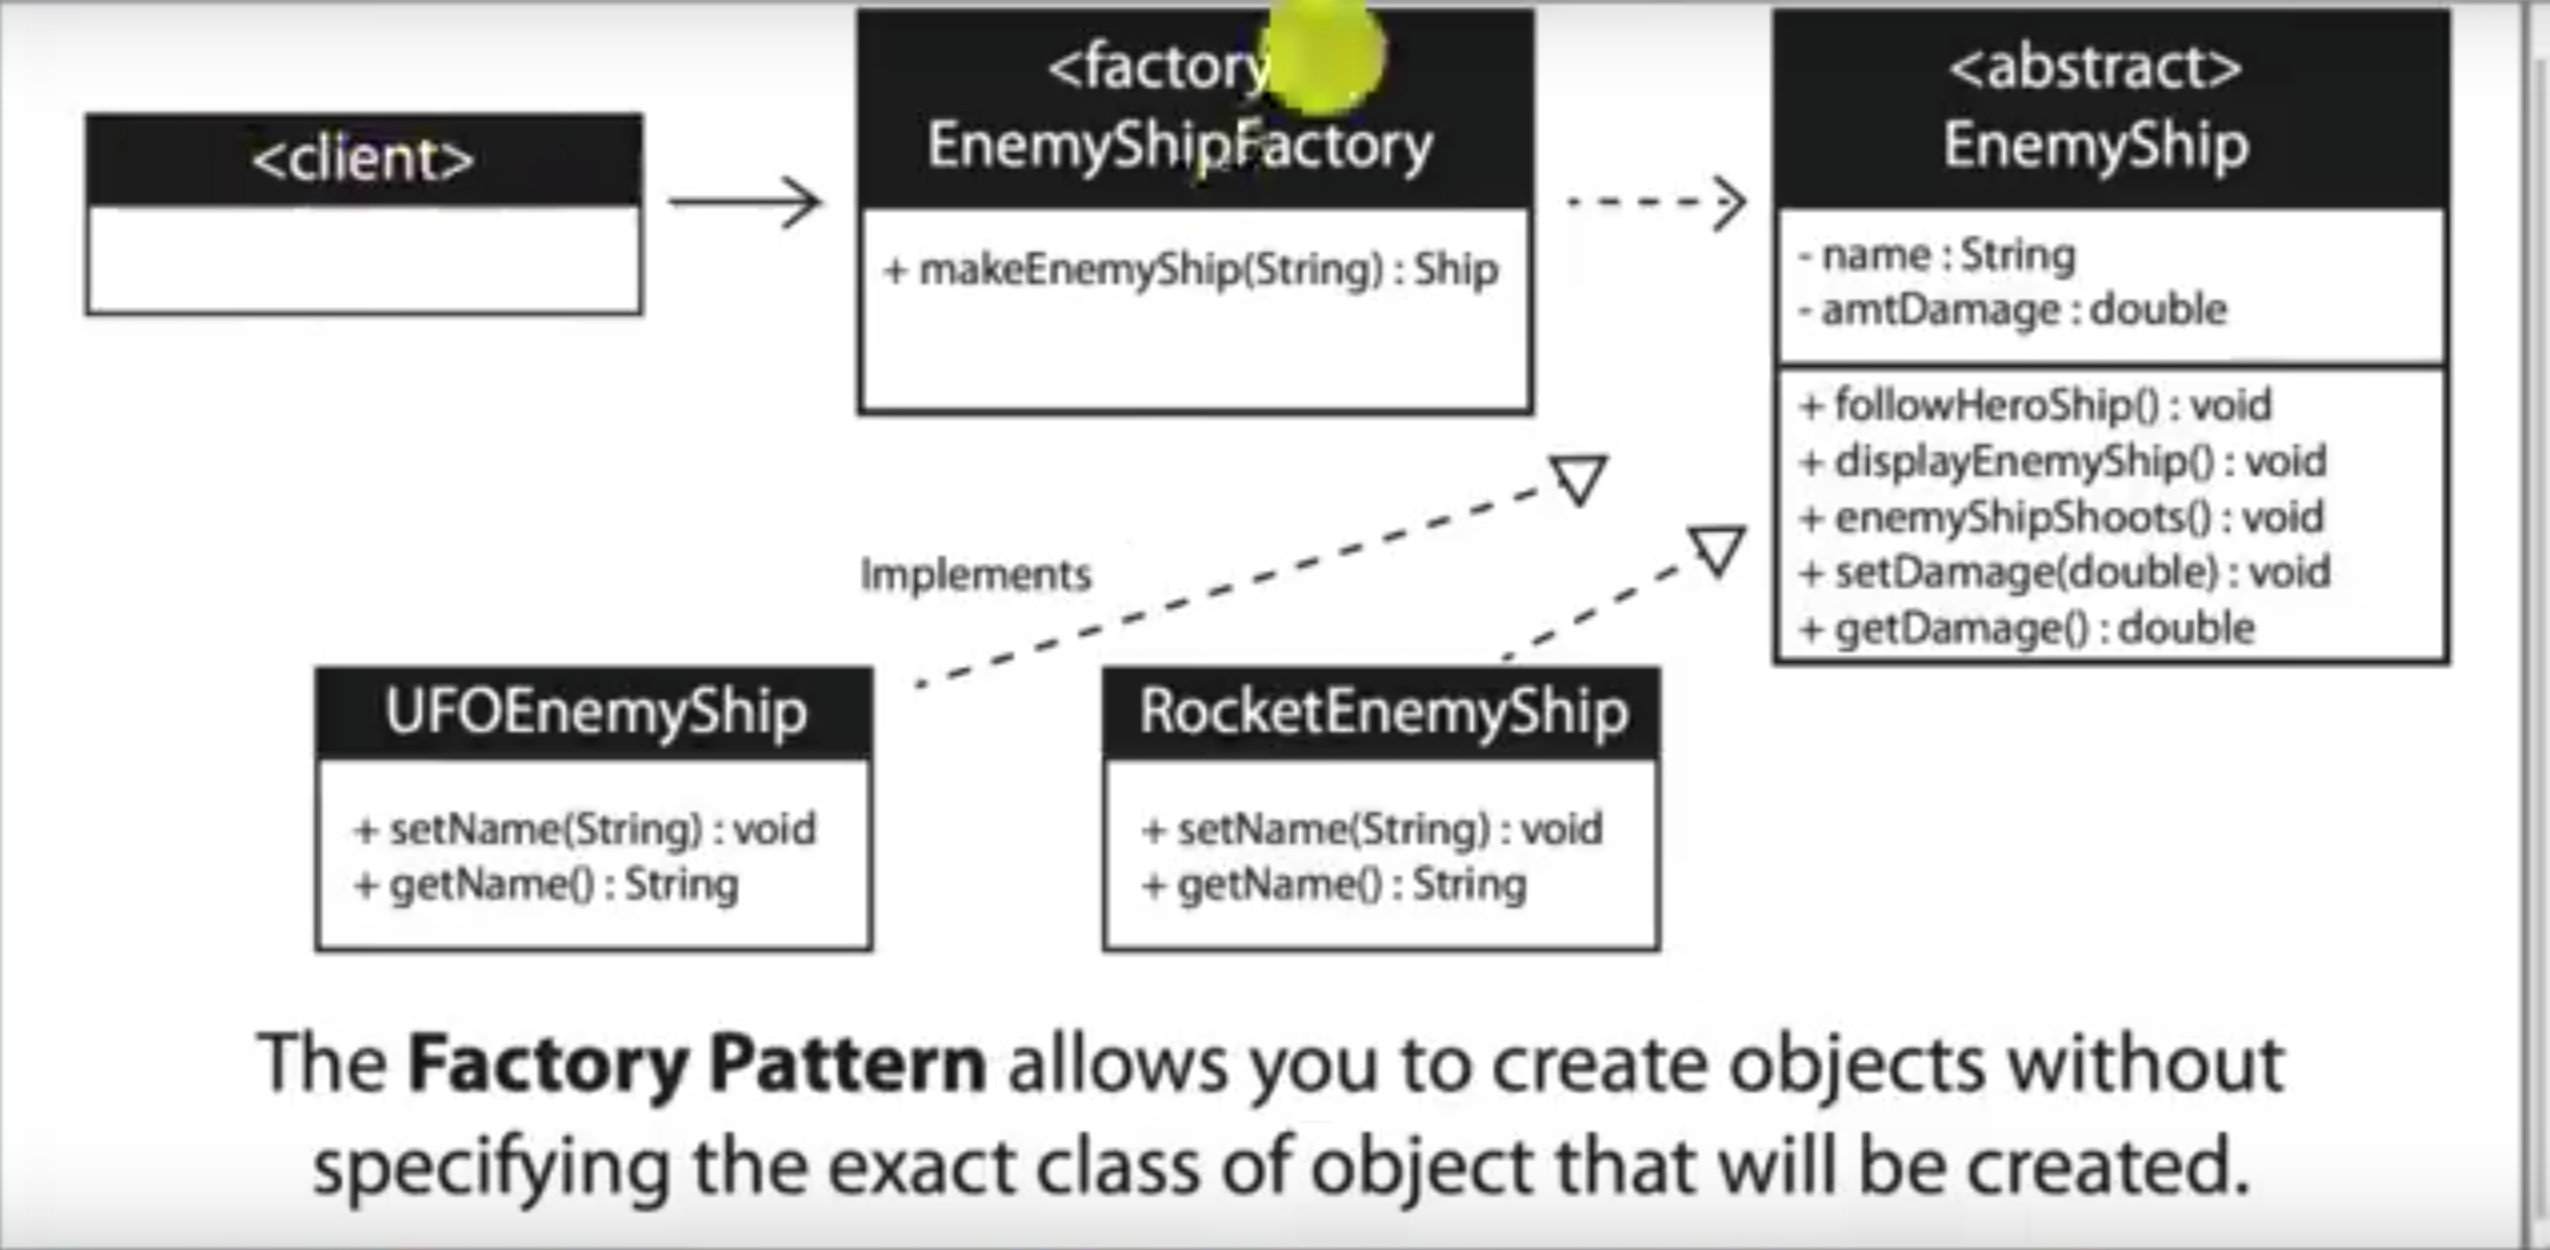 <client>
<factory
EnemyShipFactory
+ makeEnemyShip(String) : Ship
<abstract>
EnemyShip
- name : String
- amtDamage : double
+ followHeroShip() : void
+ displayEnemyShip() : void
+ enemyShipShoots() : void
+ setDamage(double) : void
+ getDamage() : double
Implements
UFOEnemyShip
+ setName(String) : void
+ getName() : String
RocketEnemyShip
+ setName(String) : void
+ getName() : String
The Factory Pattern allows you to create objects without
specifying the exact class of object that will be created.